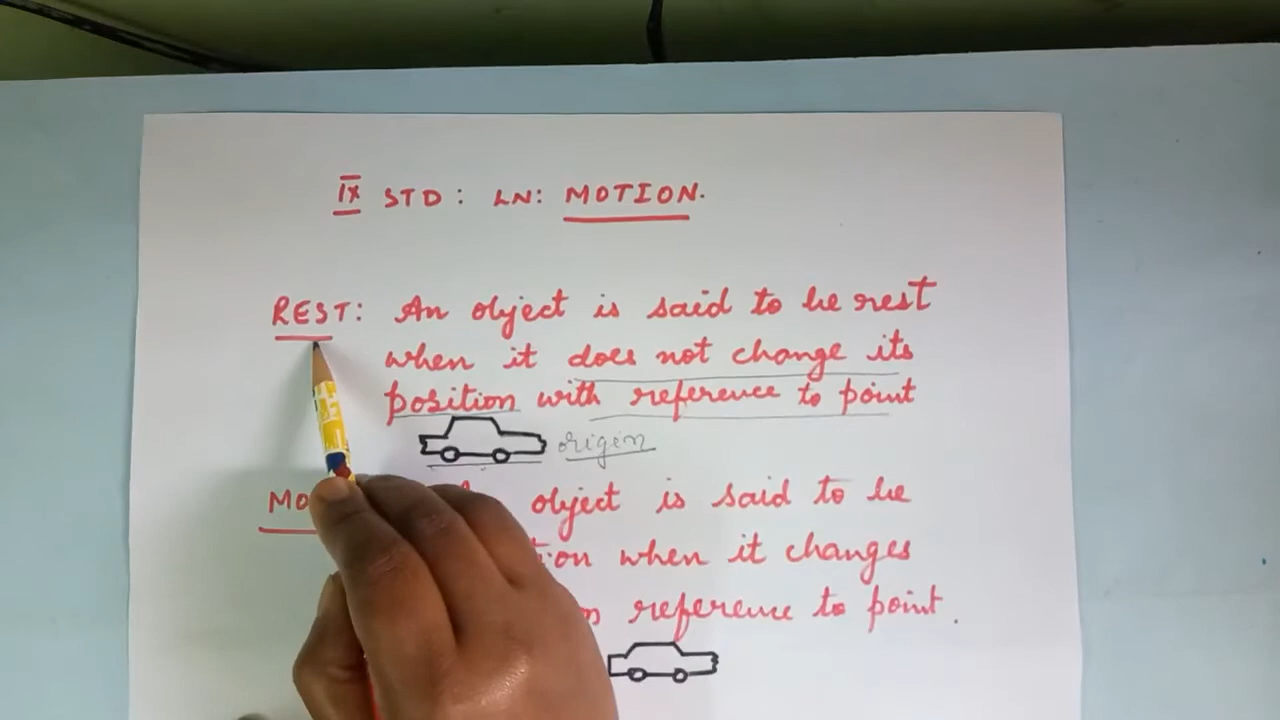 IX STD: LN: MOTION.
REST: An object is said to be rest
when it does not change its
position with reference to point
origin
object is said to be
when it changes
reference to point.